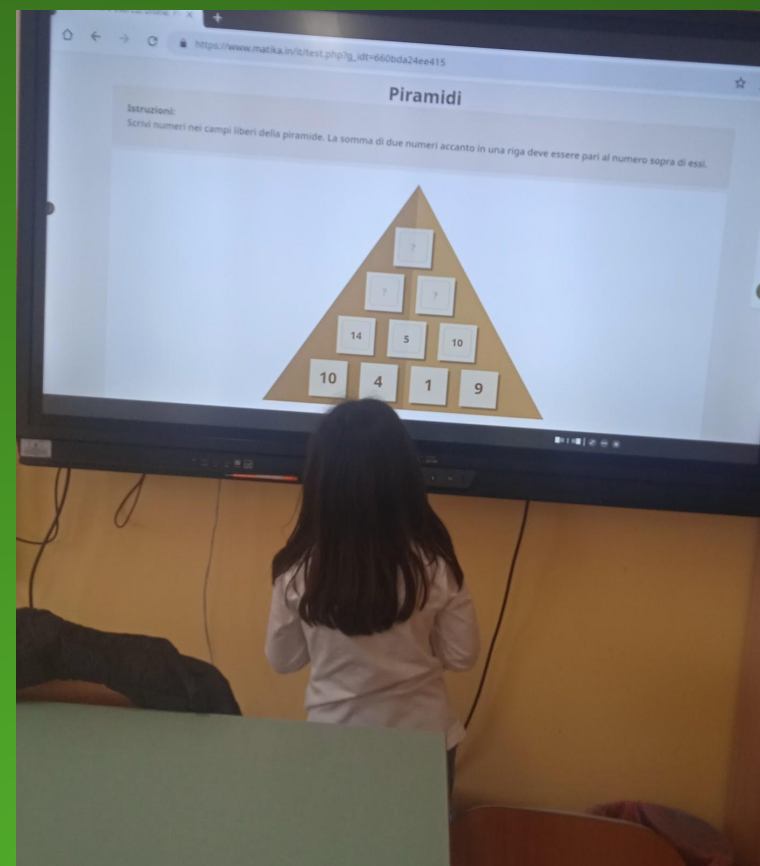 https://www.matika.in/it/test.php?g_idt=660bda24ee415
Piramidi
Istruzioni:
Scrivi numeri nei campi liberi della piramide. La somma di due numeri accanto in una riga deve essere pari al numero sopra di essi.
?
? ?
14 5 10
10 4 1 9